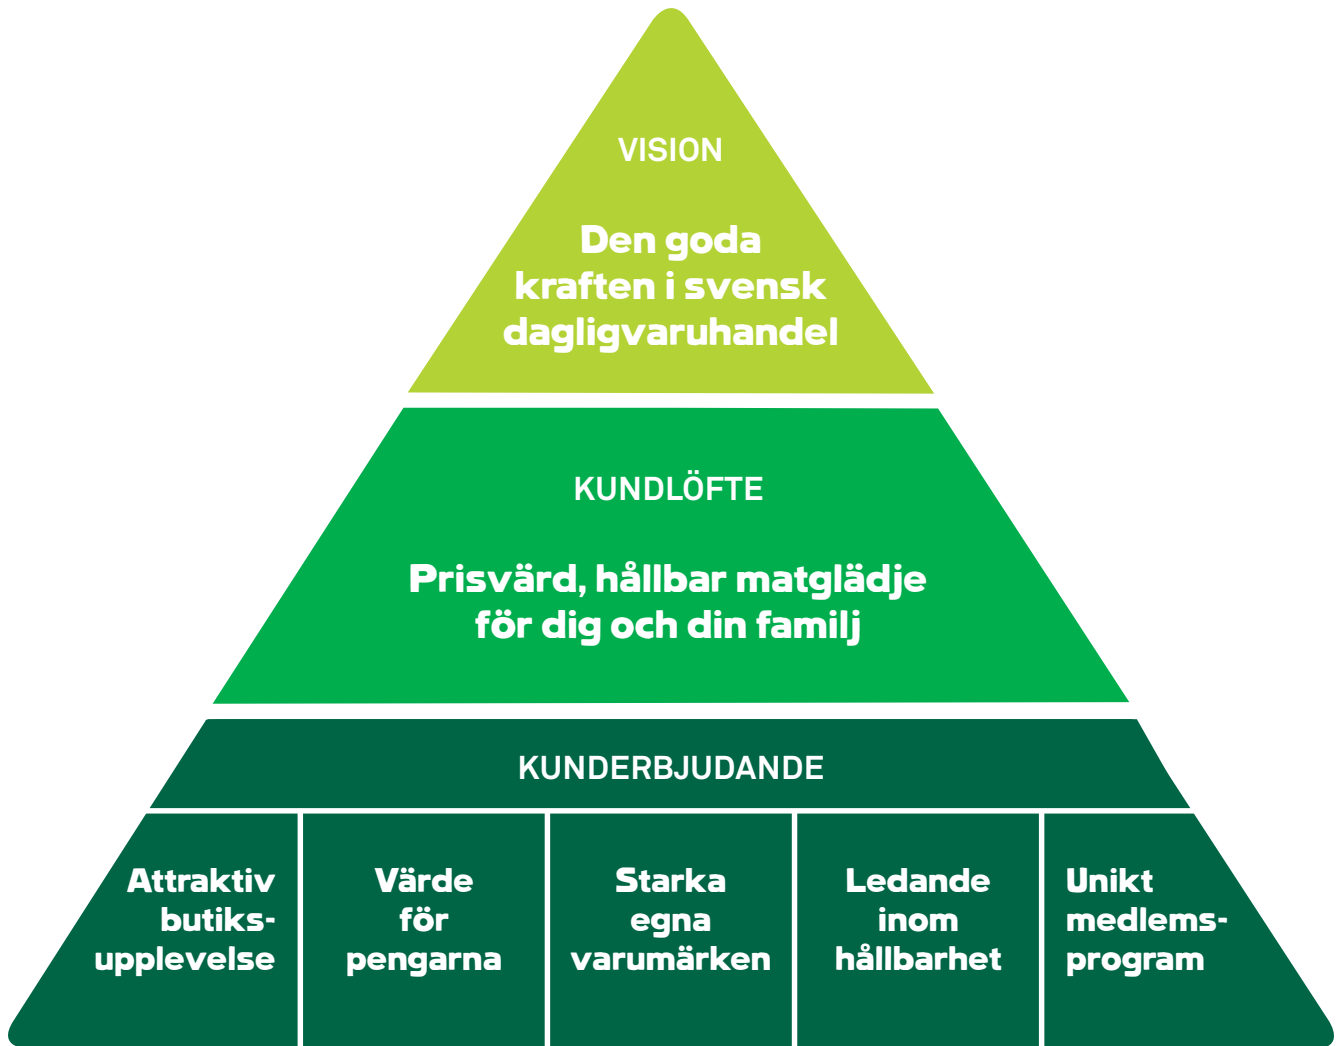 VISION
Den goda
kraften i svensk
dagligvaruhandel
KUNDLÖFTE
Prisvärd, hållbar matglädje
för dig och din familj
KUNDERBJUDANDE
Attraktiv
butiks-
upplevelse
Värde
för
pengarna
Starka
egna
varumärken
Ledande
inom
hållbarhet
Unikt
medlems-
program